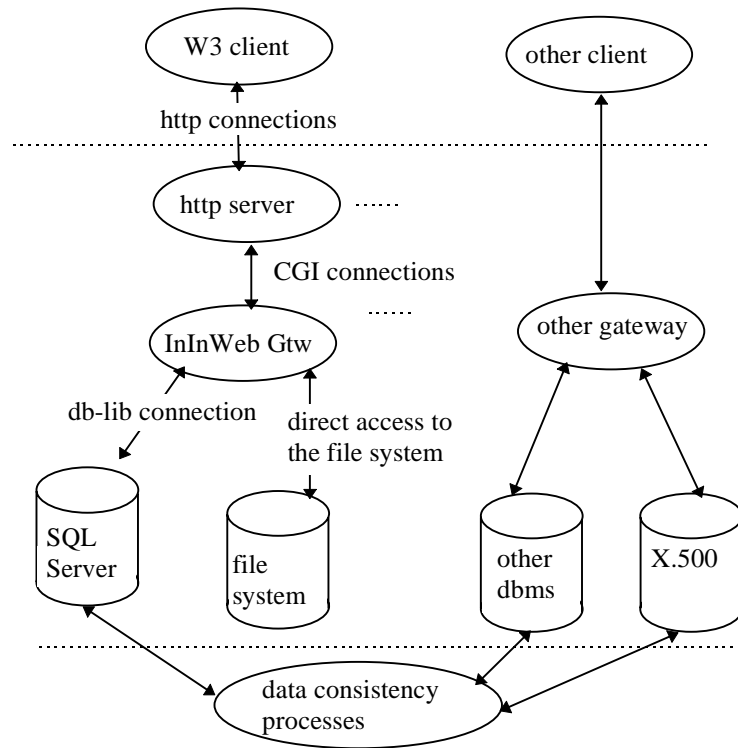 W3 client
other client
http connections
http server
CGI connections
InInWeb Gtw
other gateway
db-lib connection
direct access to
the file system
SQL
Server
file
system
other
dbms
X.500
data consistency
processes